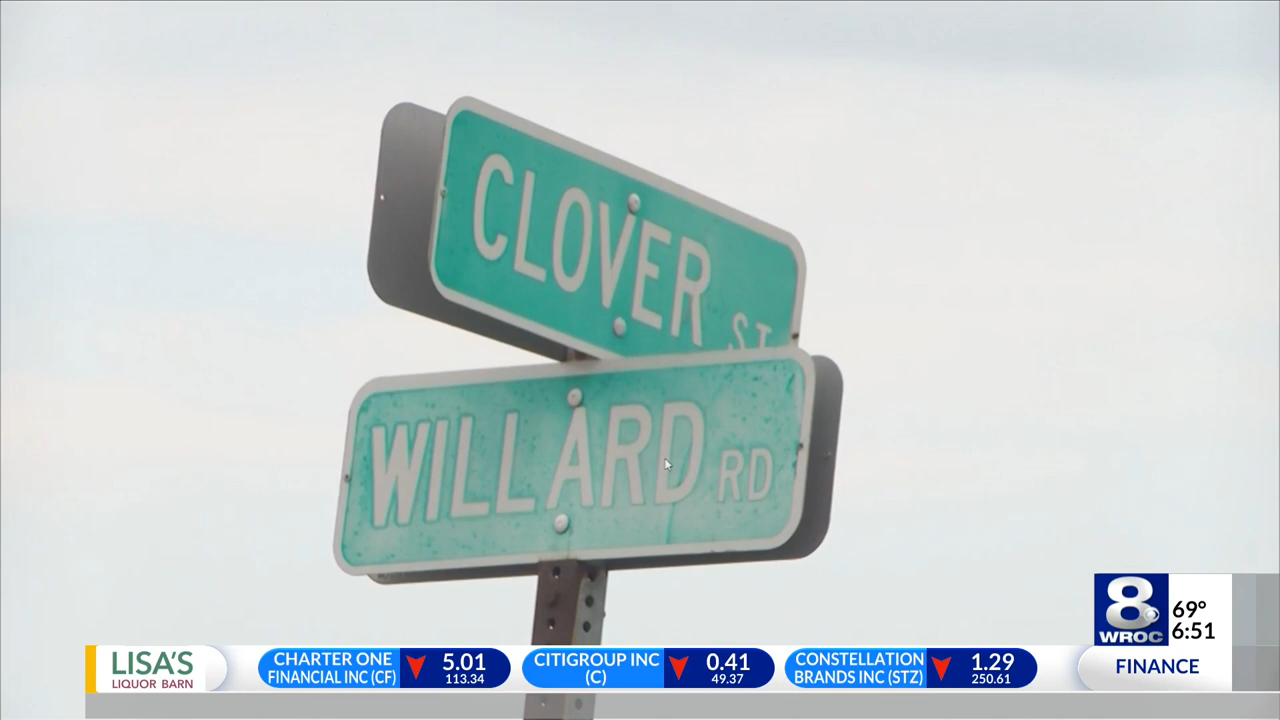 CLOVER ST
WILLARD RD
8
WROC
69°
6:51
LISA'S
LIQUOR BARN
CHARTER ONE
FINANCIAL INC (CF)
5.01
113.34
CITIGROUP INC
(C)
0.41
49.37
CONSTELLATION
BRANDS INC (STZ)
1.29
250.61
FINANCE